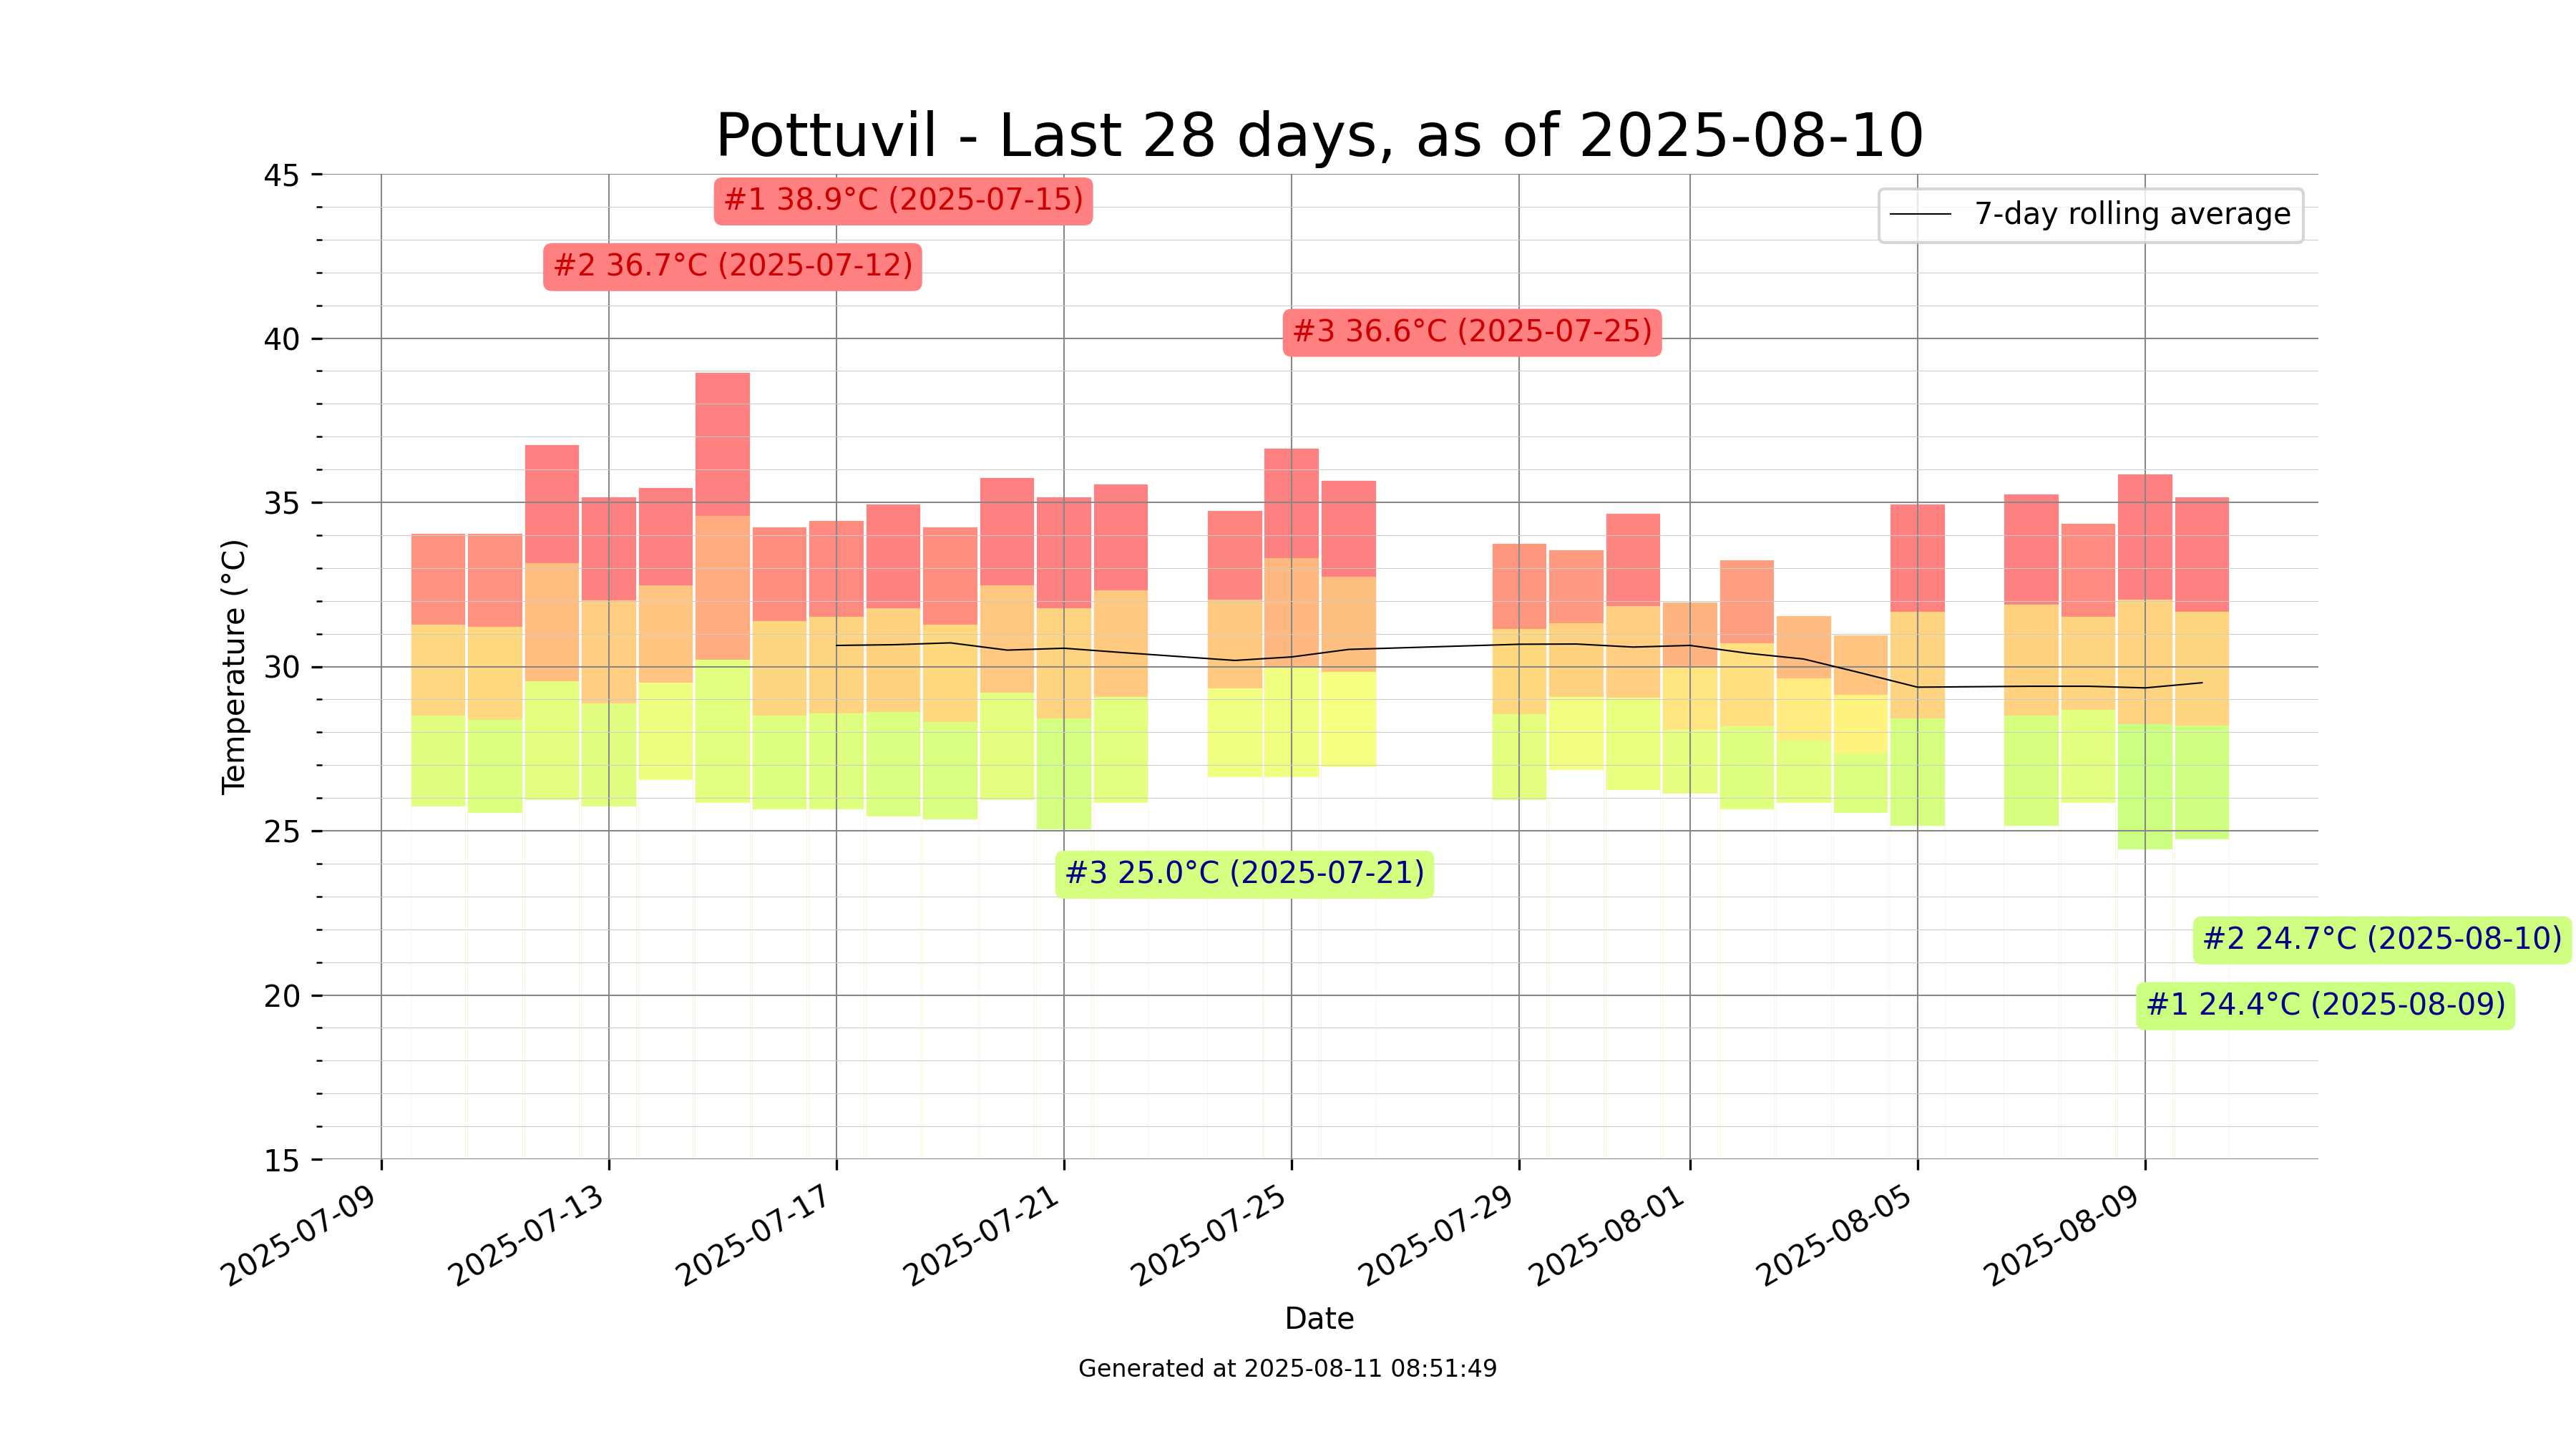 Pottuvil - Last 28 days, as of 2025-08-10
45
#1 38.9°C (2025-07-15)
7-day rolling average
#2 36.7°C (2025-07-12)
#3 36.6°C (2025-07-25)
40
35
30
25
20
15
Temperature (°C)
#3 25.0°C (2025-07-21)
#2 24.7°C (2025-08-10)
#1 24.4°C (2025-08-09)
2025-07-09
2025-07-13
2025-07-17
2025-07-21
2025-07-25
2025-07-29
2025-08-01
2025-08-05
2025-08-09
Date
Generated at 2025-08-11 08:51:49